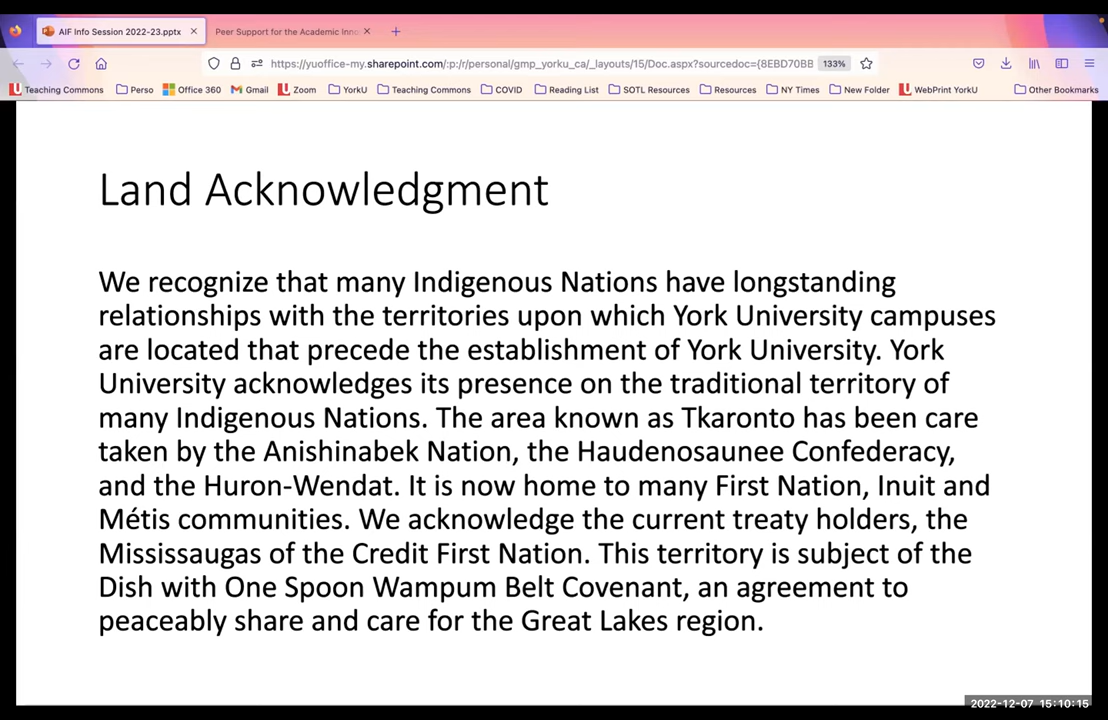 AIF Info Session 2022-23.pptx
Peer Support for the Academic Inno
https://yuoffice-my.sharepoint.com/:p:r/personal/gmp_yorku_ca/_layouts/15/Doc.aspx?sourcedoc={8EBD70BB 133%
Teaching Commons Perso Office 360 Gmail Zoom YorkU Teaching Commons COVID Reading List SOTL Resources Resources NY Times New Folder WebPrint YorkU Other Bookmarks
Land Acknowledgment
We recognize that many Indigenous Nations have longstanding
relationships with the territories upon which York University campuses
are located that precede the establishment of York University. York
University acknowledges its presence on the traditional territory of
many Indigenous Nations. The area known as Tkaronto has been care
taken by the Anishinabek Nation, the Haudenosaunee Confederacy,
and the Huron-Wendat. It is now home to many First Nation, Inuit and
Métis communities. We acknowledge the current treaty holders, the
Mississaugas of the Credit First Nation. This territory is subject of the
Dish with One Spoon Wampum Belt Covenant, an agreement to
peaceably share and care for the Great Lakes region.
2022-12-07 15:10:15